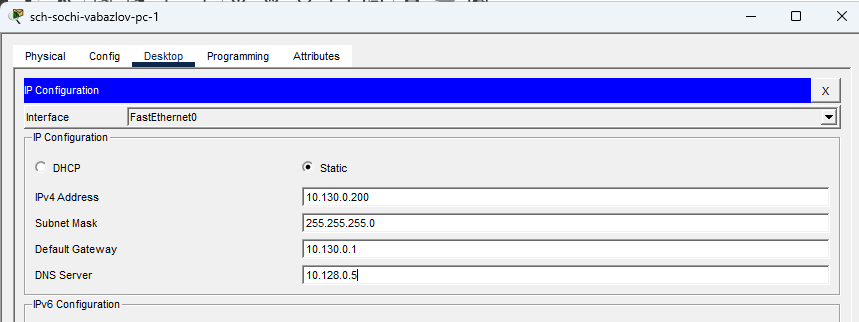 sch-sochi-vabazlov-pc-1
Physical Config Desktop Programming Attributes
IP Configuration X
Interface FastEthernet0
IP Configuration
DHCP Static
IPv4 Address 10.130.0.200
Subnet Mask 255.255.255.0
Default Gateway 10.130.0.1
DNS Server 10.128.0.5
IPv6 Configuration